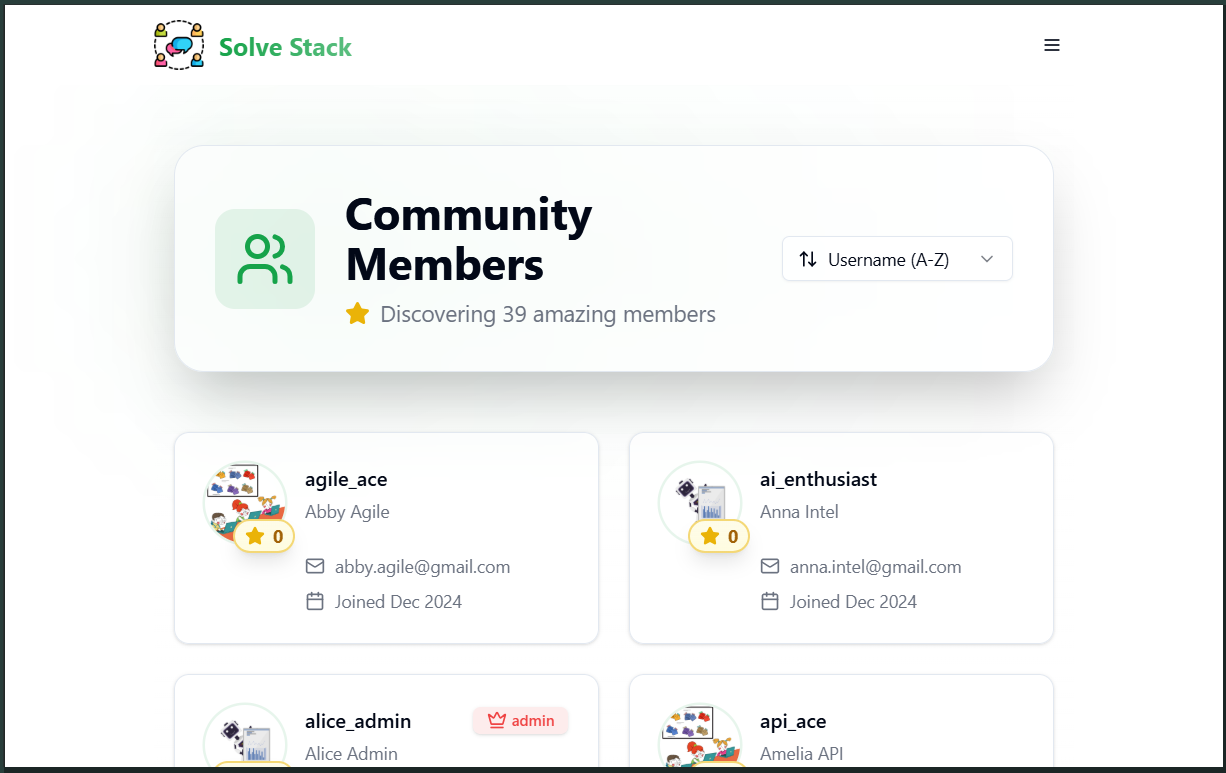 Solve Stack
Community
Members
Discovering 39 amazing members
Username (A-Z)
agile_ace
Abby Agile
0
abby.agile@gmail.com
Joined Dec 2024
ai_enthusiast
Anna Intel
0
anna.intel@gmail.com
Joined Dec 2024
alice_admin
admin
Alice Admin
api_ace
Amelia API